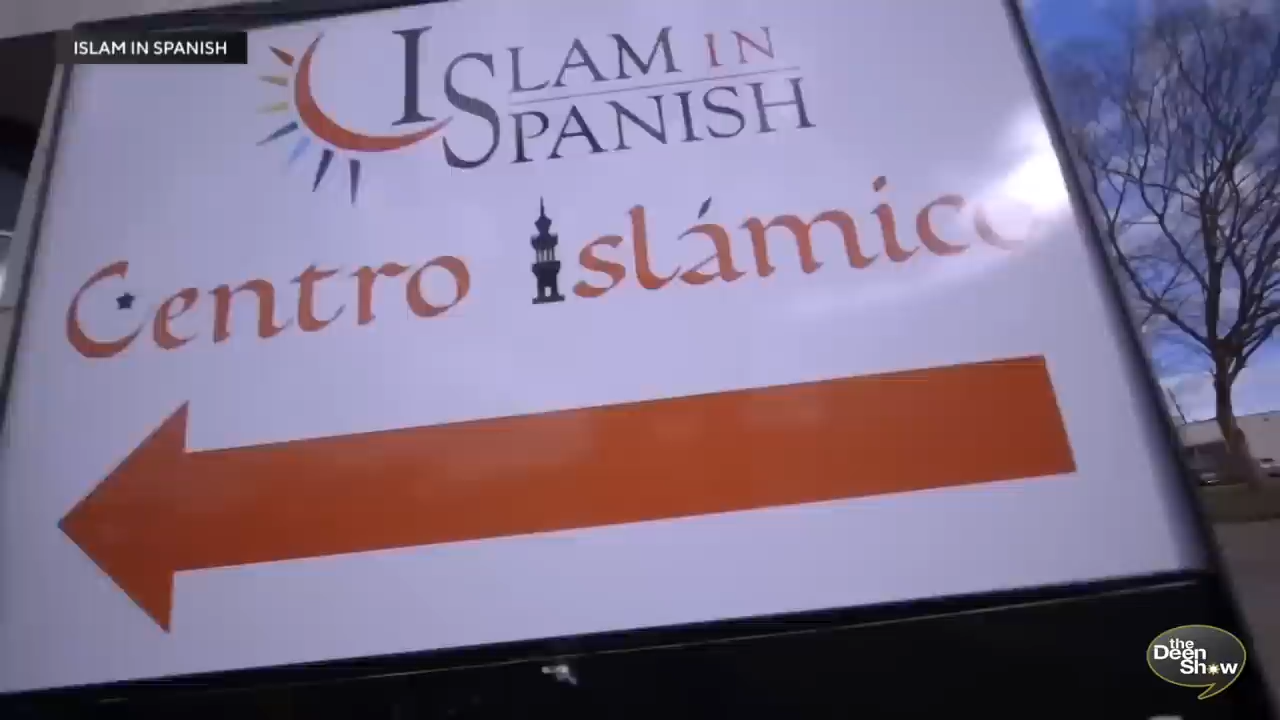 ISLAM IN SPANISH
ISLAM IN
SPANISH
Centro Islámico
the
Deen
Show